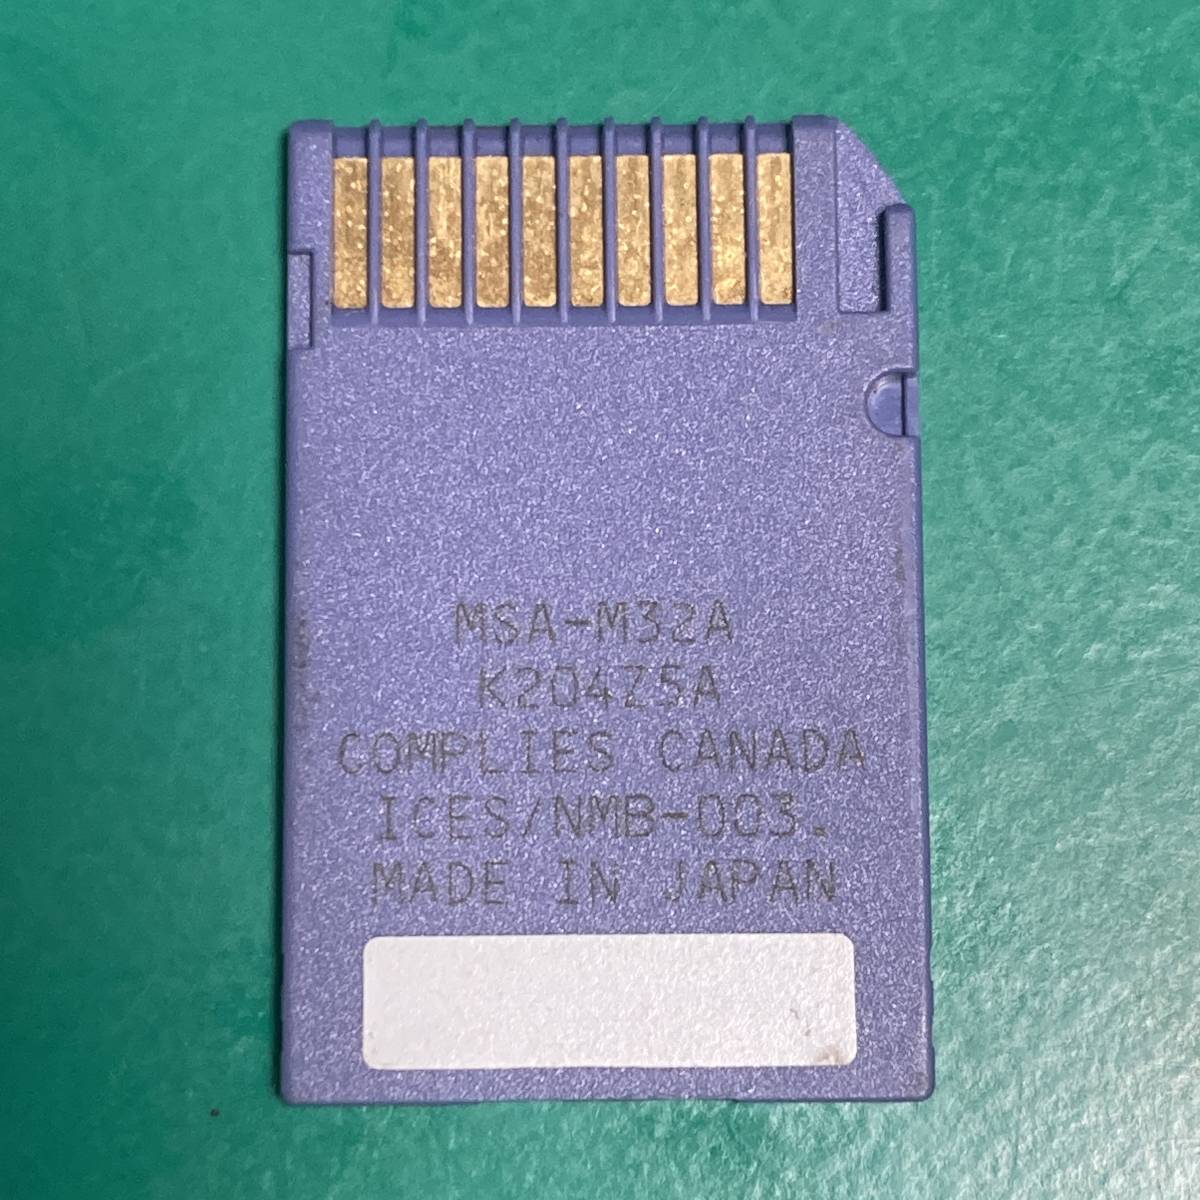 MSA-M32A
K204Z5A
COMPLIES CANADA
ICES/NMB-003.
MADE IN JAPAN